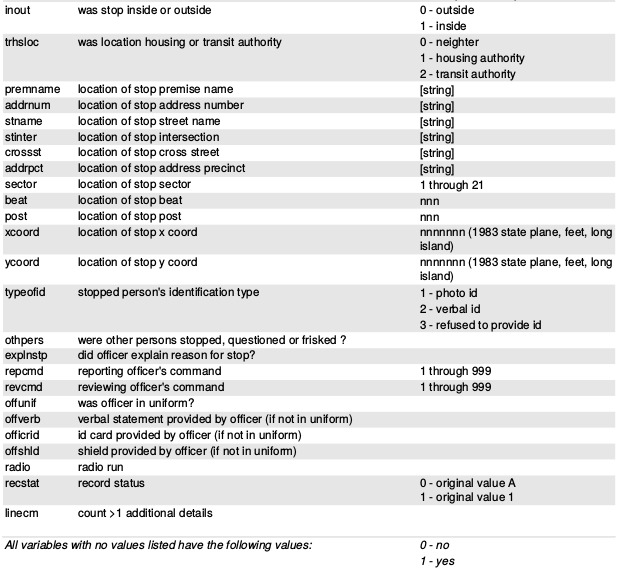 inout was stop inside or outside 0 - outside
1 - inside
trhsloc was location housing or transit authority 0 - neighter
1 - housing authority
2 - transit authority
premname location of stop premise name [string]
addrnum location of stop address number [string]
stname location of stop street name [string]
stinter location of stop intersection [string]
crossst location of stop cross street [string]
addrpct location of stop address precinct [string]
sector location of stop sector 1 through 21
beat location of stop beat nnn
post location of stop post nnn
xcoord location of stop x coord nnnnnnn (1983 state plane, feet, long
island)
ycoord location of stop y coord nnnnnnn (1983 state plane, feet, long
island)
typeofid stopped person's identification type 1 - photo id
2 - verbal id
3 - refused to provide id
othpers were other persons stopped, questioned or frisked ?
explnstp did officer explain reason for stop?
repcmd reporting officer's command 1 through 999
revcmd reviewing officer's command 1 through 999
offunif was officer in uniform?
offverb verbal statement provided by officer (if not in uniform)
officrid id card provided by officer (if not in uniform)
offshld shield provided by officer (if not in uniform)
radio radio run
recstat record status 0 - original value A
1 - original value 1
linecm count >1 additional details
All variables with no values listed have the following values: 0 - no
1 - yes